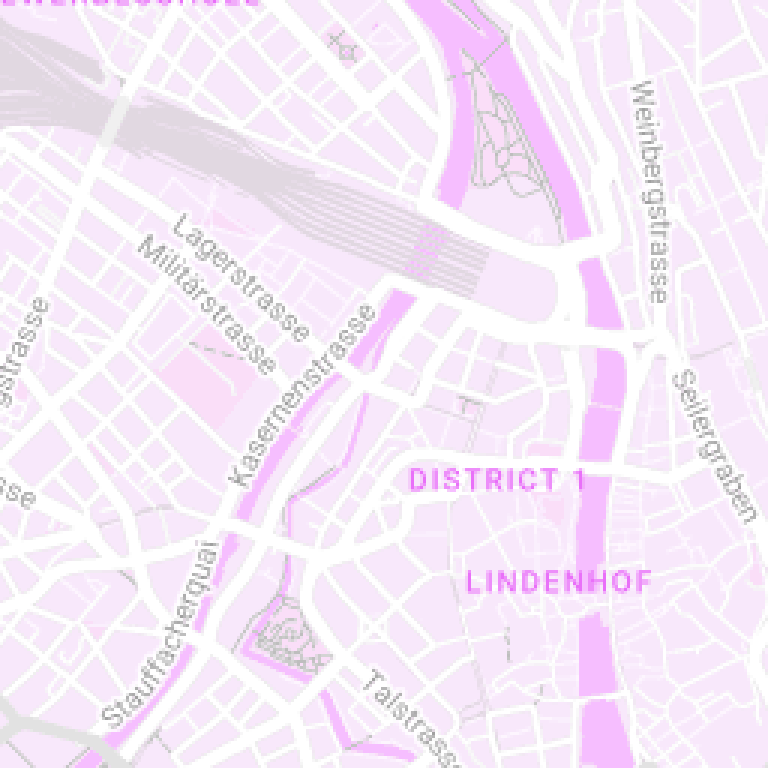 Weinbergstrasse
Lagerstrasse
Militärstrasse
Kasernenstrasse
Seilergraben
DISTRICT 1
LINDENHOF
Stauffacherquai
Talstrasse